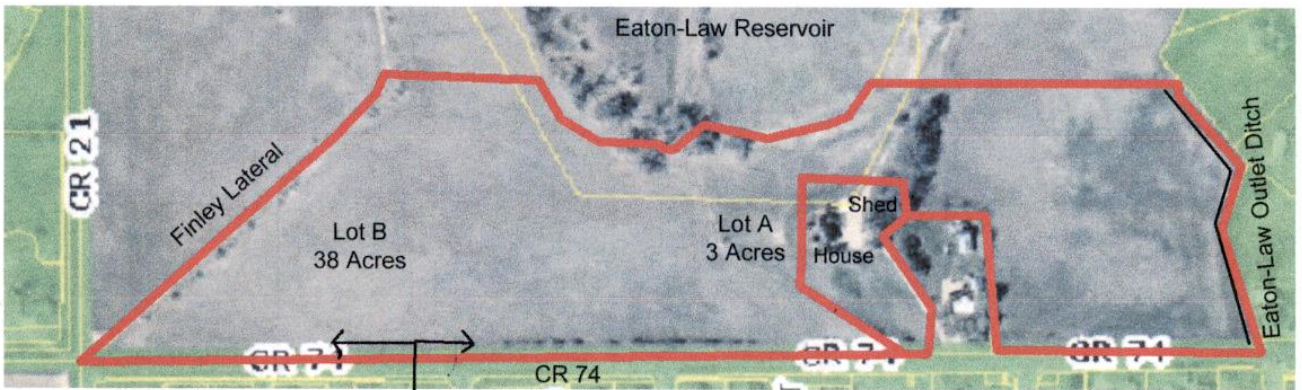 Eaton-Law Reservoir
CR 21
Finley Lateral
Lot B
38 Acres
Lot A
3 Acres
Shed
House
Eaton-Law Outlet Ditch
CR 74
CR 74
CR 74
CR 74